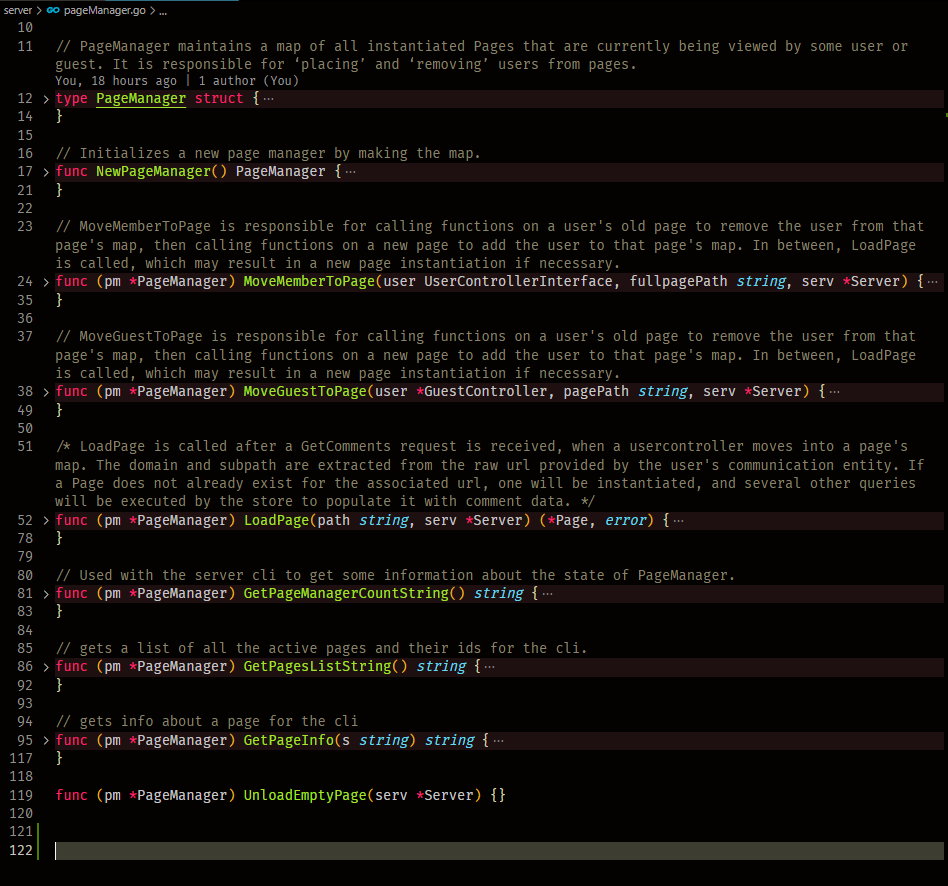 server > pageManager.go > ...
10
11 // PageManager maintains a map of all instantiated Pages that are currently being viewed by some user or
guest. It is responsible for ‘placing’ and ‘removing’ users from pages.
You, 18 hours ago | 1 author (You)
12 > type PageManager struct { ···
14 }
15
16 // Initializes a new page manager by making the map.
17 > func NewPageManager() PageManager { ···
21 }
22
23 // MoveMemberToPage is responsible for calling functions on a user's old page to remove the user from that
page's map, then calling functions on a new page to add the user to that page's map. In between, LoadPage
is called, which may result in a new page instantiation if necessary.
24 > func (pm *PageManager) MoveMemberToPage(user UserControllerInterface, fullpagePath string, serv *Server) { ···
35 }
36
37 // MoveGuestToPage is responsible for calling functions on a user's old page to remove the user from that
page's map, then calling functions on a new page to add the user to that page's map. In between, LoadPage
is called, which may result in a new page instantiation if necessary.
38 > func (pm *PageManager) MoveGuestToPage(user *GuestController, pagePath string, serv *Server) { ···
49 }
50
51 /* LoadPage is called after a GetComments request is received, when a usercontroller moves into a page's
map. The domain and subpath are extracted from the raw url provided by the user's communication entity. If
a Page does not already exist for the associated url, one will be instantiated, and several other queries
will be executed by the store to populate it with comment data. */
52 > func (pm *PageManager) LoadPage(path string, serv *Server) (*Page, error) { ···
78 }
79
80 // Used with the server cli to get some information about the state of PageManager.
81 > func (pm *PageManager) GetPageManagerCountString() string { ···
83 }
84
85 // gets a list of all the active pages and their ids for the cli.
86 > func (pm *PageManager) GetPagesListString() string { ···
92 }
93
94 // gets info about a page for the cli
95 > func (pm *PageManager) GetPageInfo(s string) string { ···
117 }
118
119 func (pm *PageManager) UnloadEmptyPage(serv *Server) {}
120
121
122